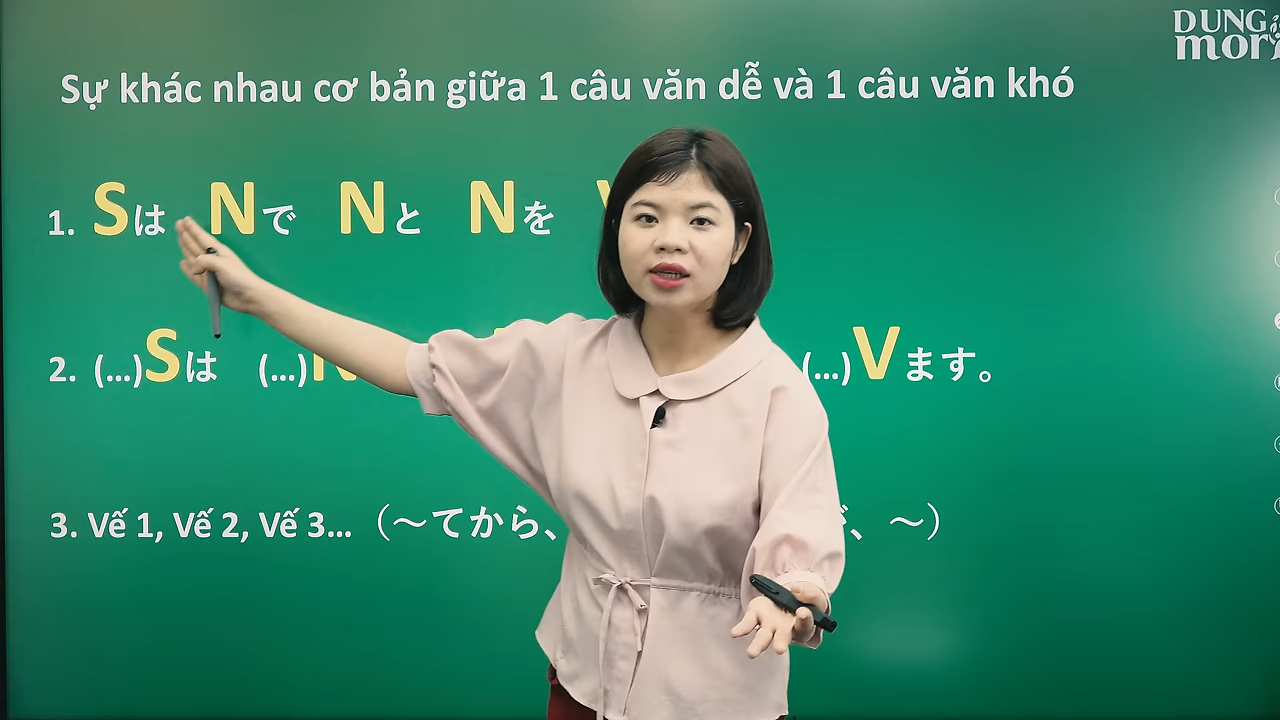 DUNG
mori
Sự khác nhau cơ bản giữa 1 câu văn dễ và 1 câu văn khó
1. Sは Nで Nと Nを
2. (...)Sは (...)N (...)Vます。
3. Vế 1, Vế 2, Vế 3... (～てから、 、～)